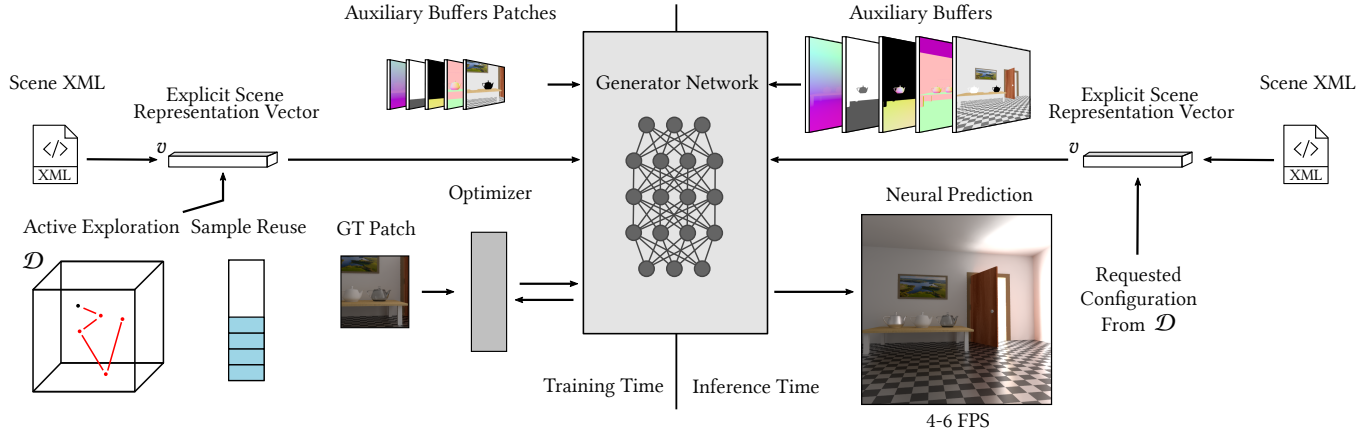 Auxiliary Buffers Patches
Auxiliary Buffers
Scene XML
Explicit Scene
Representation Vector
Generator Network
Explicit Scene
Representation Vector
Scene XML
</>
XML
v
v
</>
XML
Optimizer
Neural Prediction
Active Exploration
Sample Reuse
GT Patch
𝒟
Requested
Configuration
From 𝒟
Training Time
Inference Time
4-6 FPS